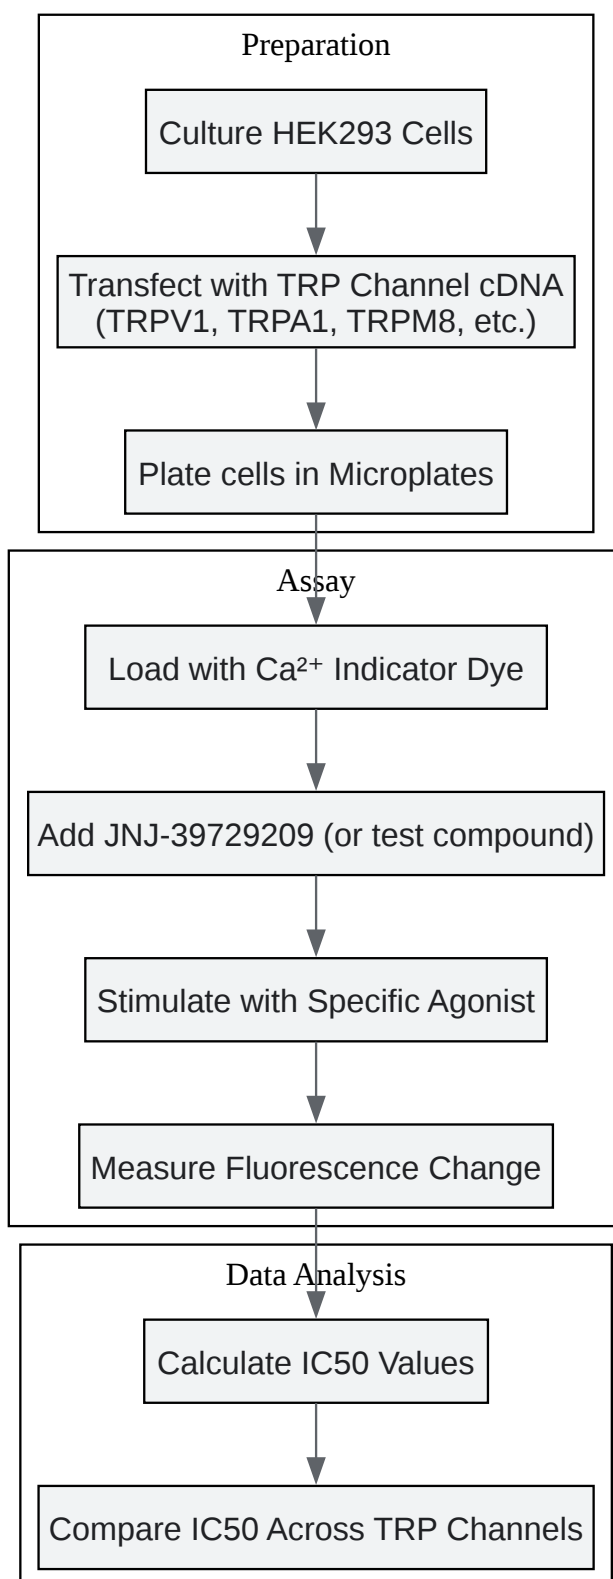 Preparation
Culture HEK293 Cells
Transfect with TRP Channel cDNA
(TRPV1, TRPA1, TRPM8, etc.)
Plate cells in Microplates
Assay
Load with Ca²⁺ Indicator Dye
Add JNJ-39729209 (or test compound)
Stimulate with Specific Agonist
Measure Fluorescence Change
Data Analysis
Calculate IC50 Values
Compare IC50 Across TRP Channels